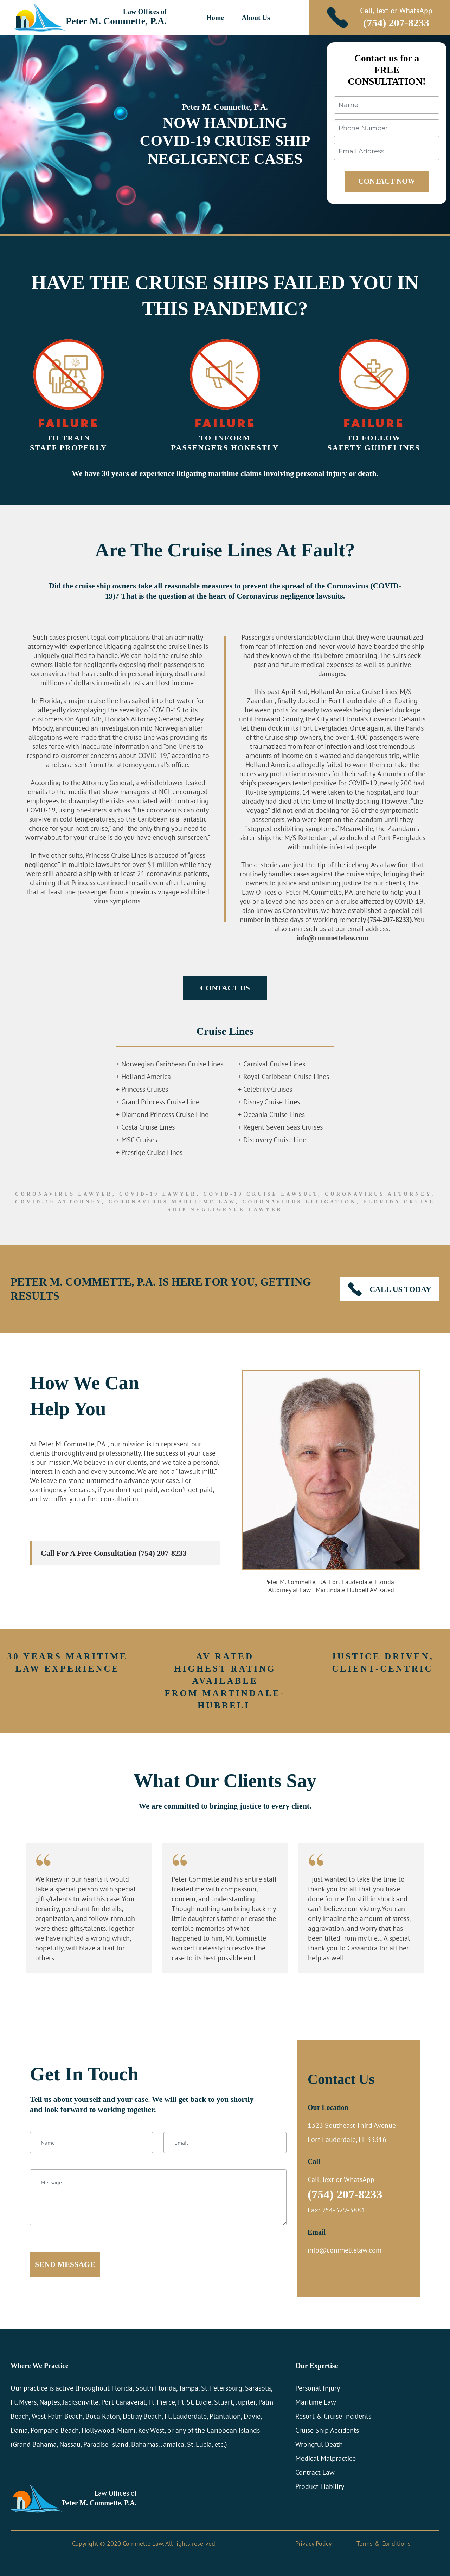 Law Offices of
Peter M. Commette, P.A.
Home
About Us
Call, Text or WhatsApp
(754) 207-8233
Peter M. Commette, P.A.
NOW HANDLING
COVID-19 CRUISE SHIP
NEGLIGENCE CASES
Contact us for a
FREE
CONSULTATION!
Name
Phone Number
Email Address
CONTACT NOW
HAVE THE CRUISE SHIPS FAILED YOU IN
THIS PANDEMIC?
FAILURE
TO TRAIN
STAFF PROPERLY
FAILURE
TO INFORM
PASSENGERS HONESTLY
FAILURE
TO FOLLOW
SAFETY GUIDELINES
We have 30 years of experience litigating maritime claims involving personal injury or death.
Are The Cruise Lines At Fault?
Did the cruise ship owners take all reasonable measures to prevent the spread of the Coronavirus (COVID-
19)? That is the question at the heart of Coronavirus negligence lawsuits.
Such cases present legal complications that an admiralty
attorney with experience litigating against the cruise lines is
uniquely qualified to handle. We can hold the cruise ship
owners liable for negligently exposing their passengers to
coronavirus that has resulted in personal injury, death and
millions of dollars in medical costs and lost income.
In Florida, a major cruise line has sailed into hot water for
allegedly downplaying the severity of COVID-19 to its
customers. On April 6th, Florida's Attorney General, Ashley
Moody, announced an investigation into Norwegian after
allegations were made that the cruise line was providing its
sales force with inaccurate information and "one-liners to
respond to customer concerns about COVID-19," according to
a release sent from the attorney general's office.
According to the Attorney General, a whistleblower leaked
emails to the media that show managers at NCL encouraged
employees to downplay the risks associated with contracting
COVID-19, using one-liners such as, "the coronavirus can only
survive in cold temperatures, so the Caribbean is a fantastic
choice for your next cruise," and "the only thing you need to
worry about for your cruise is do you have enough sunscreen."
In five other suits, Princess Cruise Lines is accused of "gross
negligence" in multiple lawsuits for over $1 million while they
were still aboard a ship with at least 21 coronavirus patients,
claiming that Princess continued to sail even after learning
that at least one passenger from a previous voyage exhibited
virus symptoms.
Passengers understandably claim that they were traumatized
from fear of infection and never would have boarded the ship
had they known of the risk before embarking. The suits seek
past and future medical expenses as well as punitive
damages.
This past April 3rd, Holland America Cruise Lines' M/S
Zaandam, finally docked in Fort Lauderdale after floating
between ports for nearly two weeks being denied dockage
until Broward County, the City and Florida's Governor DeSantis
let them dock in its Port Everglades. Once again, at the hands
of the Cruise ship owners, the over 1,400 passengers were
traumatized from fear of infection and lost tremendous
amounts of income on a wasted and dangerous trip, while
Holland America allegedly failed to warn them or take the
necessary protective measures for their safety. A number of the
ship's passengers tested positive for COVID-19, nearly 200 had
flu-like symptoms, 14 were taken to the hospital, and four
already had died at the time of finally docking. However, "the
voyage" did not end at docking for 26 of the symptomatic
passengers, who were kept on the Zaandam until they
"stopped exhibiting symptoms." Meanwhile, the Zaandam's
sister-ship, the M/S Rotterdam, also docked at Port Everglades
with multiple infected people.
These stories are just the tip of the iceberg. As a law firm that
routinely handles cases against the cruise ships, bringing their
owners to justice and obtaining justice for our clients, The
Law Offices of Peter M. Commette, P.A. are here to help you. If
you or a loved one has been on a cruise affected by COVID-19,
also know as Coronavirus, we have established a special cell
number in these days of working remotely (754-207-8233). You
also can reach us at our email address:
info@commettelaw.com
CONTACT US
Cruise Lines
+ Norwegian Caribbean Cruise Lines
+ Holland America
+ Princess Cruises
+ Grand Princess Cruise Line
+ Diamond Princess Cruise Line
+ Costa Cruise Lines
+ MSC Cruises
+ Prestige Cruise Lines
+ Carnival Cruise Lines
+ Royal Caribbean Cruise Lines
+ Celebrity Cruises
+ Disney Cruise Lines
+ Oceania Cruise Lines
+ Regent Seven Seas Cruises
+ Discovery Cruise Line
CORONAVIRUS LAWYER, COVID-19 LAWYER, COVID-19 CRUISE LAWSUIT, CORONAVIRUS ATTORNEY,
COVID-19 ATTORNEY, CORONAVIRUS MARITIME LAW, CORONAVIRUS LITIGATION, FLORIDA CRUISE
SHIP NEGLIGENCE LAWYER
PETER M. COMMETTE, P.A. IS HERE FOR YOU, GETTING
RESULTS
CALL US TODAY
How We Can
Help You
At Peter M. Commette, P.A., our mission is to represent our
clients thoroughly and professionally. The success of your case
is our mission. We believe in our clients, and we take a personal
interest in each and every outcome. We are not a "lawsuit mill."
We leave no stone unturned to advance your case. For
contingency fee cases, if you don't get paid, we don't get paid,
and we offer you a free consultation.
Call For A Free Consultation (754) 207-8233
Peter M. Commette, P.A. Fort Lauderdale, Florida -
Attorney at Law - Martindale Hubbell AV Rated
30 YEARS MARITIME
LAW EXPERIENCE
AV RATED
HIGHEST RATING
AVAILABLE
FROM MARTINDALE-
HUBBELL
JUSTICE DRIVEN,
CLIENT-CENTRIC
What Our Clients Say
We are committed to bringing justice to every client.
We knew in our hearts it would
take a special person with special
gifts/talents to win this case. Your
tenacity, penchant for details,
organization, and follow-through
were these gifts/talents. Together
we have righted a wrong which,
hopefully, will blaze a trail for
others.
Peter Commette and his entire staff
treated me with compassion,
concern, and understanding.
Though nothing can bring back my
little daughter's father or erase the
terrible memories of what
happened to him, Mr. Commette
worked tirelessly to resolve the
case to its best possible end.
I just wanted to take the time to
thank you for all that you have
done for me. I'm still in shock and
can't believe our victory. You can
only imagine the amount of stress,
aggravation, and worry that has
been lifted from my life... A special
thank you to Cassandra for all her
help as well.
Get In Touch
Tell us about yourself and your case. We will get back to you shortly
and look forward to working together.
Name
Email
Message
SEND MESSAGE
Contact Us
Our Location
1323 Southeast Third Avenue
Fort Lauderdale, FL 33316
Call
Call, Text or WhatsApp
(754) 207-8233
Fax: 954-329-3881
Email
info@commettelaw.com
Where We Practice
Our practice is active throughout Florida, South Florida, Tampa, St. Petersburg, Sarasota,
Ft. Myers, Naples, Jacksonville, Port Canaveral, Ft. Pierce, Pt. St. Lucie, Stuart, Jupiter, Palm
Beach, West Palm Beach, Boca Raton, Delray Beach, Ft. Lauderdale, Plantation, Davie,
Dania, Pompano Beach, Hollywood, Miami, Key West, or any of the Caribbean Islands
(Grand Bahama, Nassau, Paradise Island, Bahamas, Jamaica, St. Lucia, etc.)
Our Expertise
Personal Injury
Maritime Law
Resort & Cruise Incidents
Cruise Ship Accidents
Wrongful Death
Medical Malpractice
Contract Law
Product Liability
Law Offices of
Peter M. Commette, P.A.
Copyright © 2020 Commette Law. All rights reserved.
Privacy Policy
Terms & Conditions